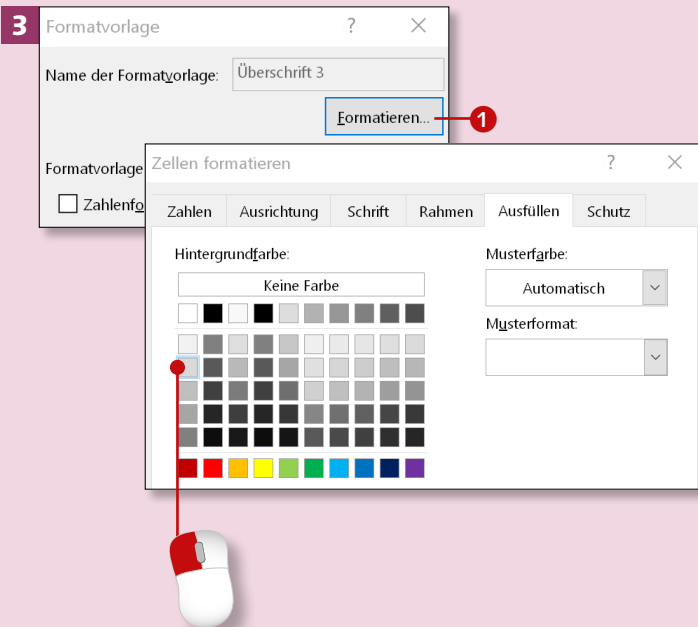 3
Formatvorlage ?
Name der Formatvorlage: Überschrift 3
Formatieren... 1
Formatvorlage
Zahlenfo
Zellen formatieren ?
Zahlen Ausrichtung Schrift Rahmen Ausfüllen Schutz
Hintergrundfarbe: Musterfarbe:
Keine Farbe Automatisch
Musterformat: